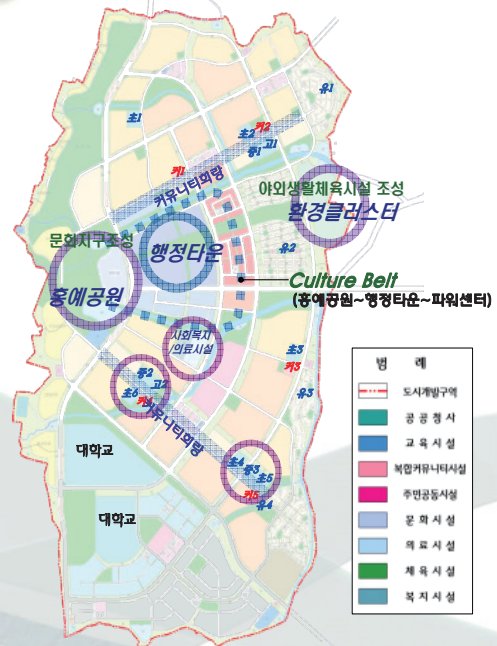 유1
초1
커2
초2
고1
중1
커1
커뮤니티회랑
야외생활체육시설 조성
환경클러스터
문화지구조성
행정타운
유2
홍예공원
Culture Belt
(홍예공원~행정타운~파워센터)
사회복지
/의료시설
초3
커3
중2
고2
초6
유3
커뮤니티회랑
대학교
초4
중3
초5
커5
유4
대학교
범 례
도시개발구역
공공청사
교육시설
복합커뮤니티시설
주민공동시설
문화시설
의료시설
체육시설
복지시설